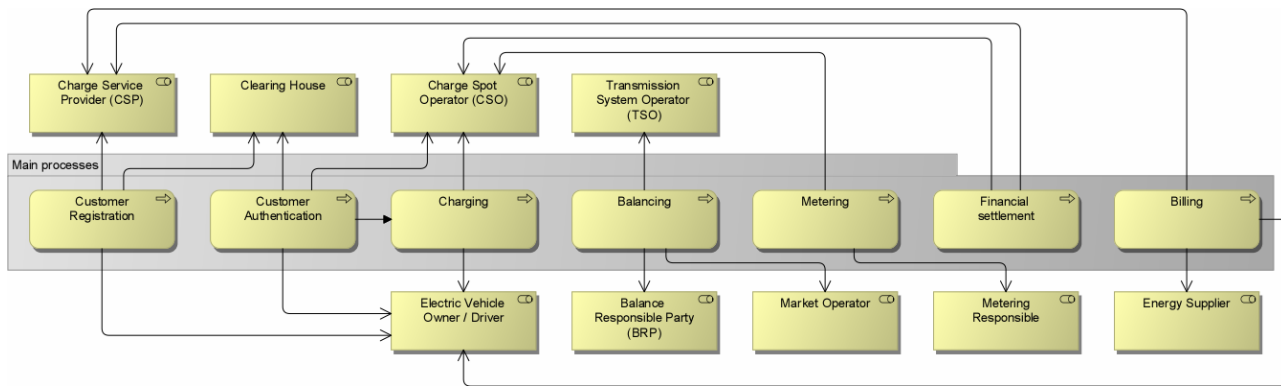 Charge Service
Provider (CSP)
Clearing House
Charge Spot
Operator (CSO)
Transmission
System Operator
(TSO)
Main processes
Customer
Registration
Customer
Authentication
Charging
Balancing
Metering
Financial
settlement
Billing
Electric Vehicle
Owner / Driver
Balance
Responsible Party
(BRP)
Market Operator
Metering
Responsible
Energy Supplier